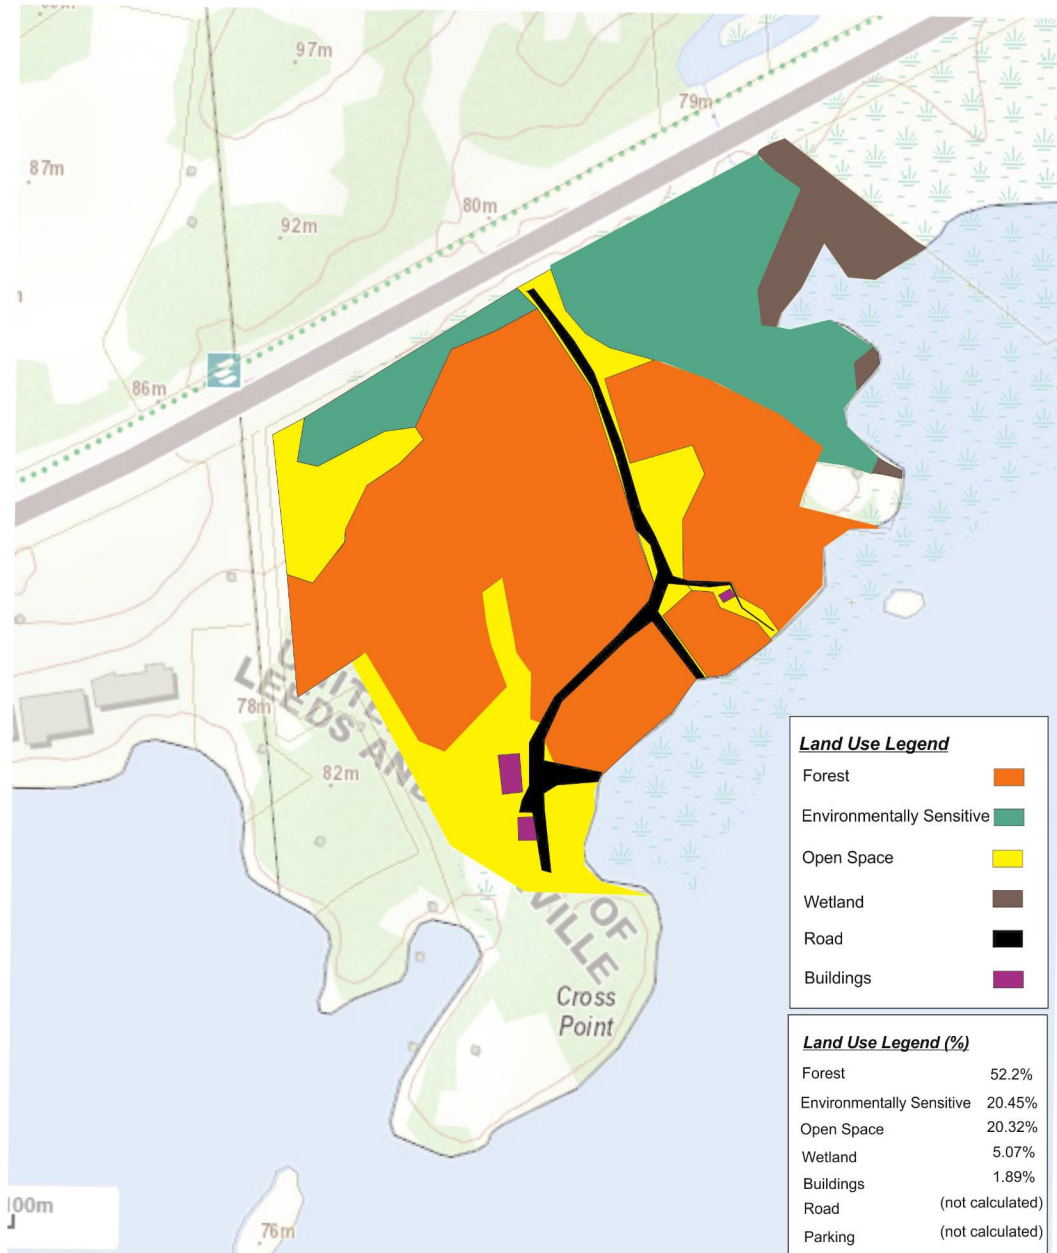 97m
79m
87m
80m
92m
86m
UNITE
LEEDS AND
78m
82m
OF
VILLE
Cross
Point
100m
76m
Land Use Legend
Forest
Environmentally Sensitive
Open Space
Wetland
Road
Buildings
Land Use Legend (%)
Forest 52.2%
Environmentally Sensitive 20.45%
Open Space 20.32%
Wetland 5.07%
Buildings 1.89%
Road (not calculated)
Parking (not calculated)